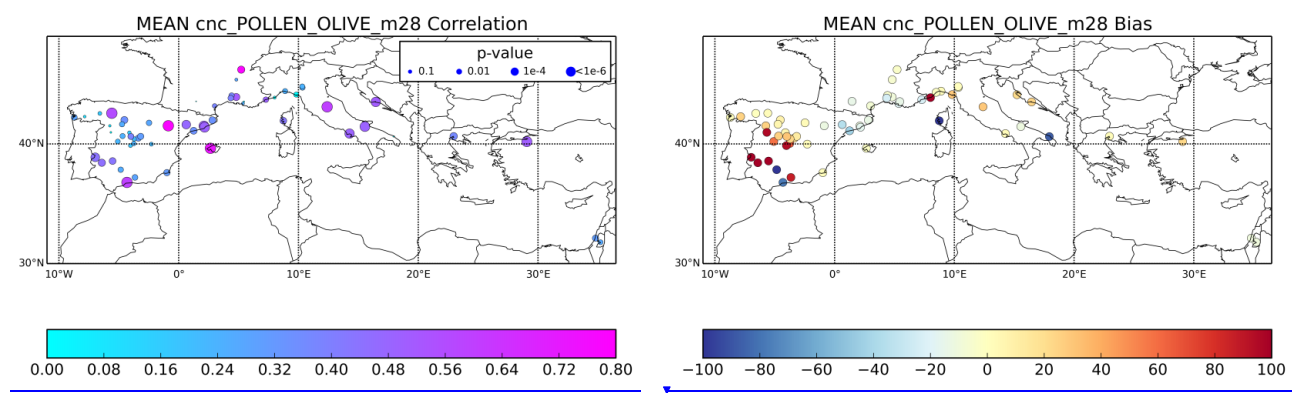 MEAN cnc_POLLEN_OLIVE_m28 Correlation
p-value
0.1 0.01 1e-4 <1e-6
40°N
30°N
10°W 0° 10°E 20°E 30°E
0.00 0.08 0.16 0.24 0.32 0.40 0.48 0.56 0.64 0.72 0.80
MEAN cnc_POLLEN_OLIVE_m28 Bias
40°N
30°N
10°W 0° 10°E 20°E 30°E
−100 −80 −60 −40 −20 0 20 40 60 80 100